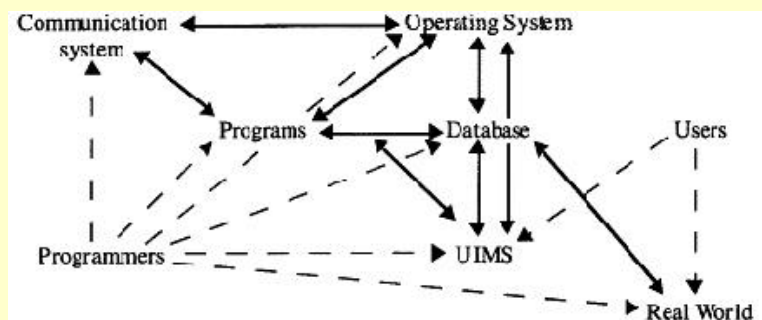 Communication
system
Operating System
Programs
Database
Users
Programmers
UIMS
Real World